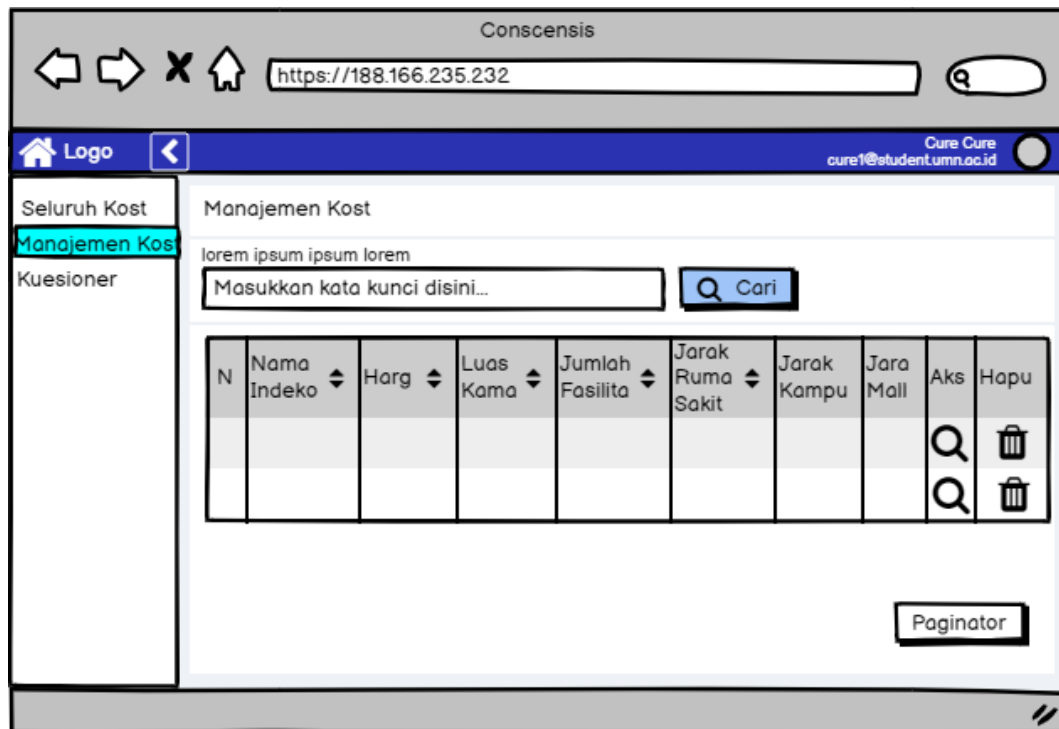 Conscensis
https://188.166.235.232
Logo
Cure Cure
cure1@student.umn.ac.id
Seluruh Kost
Manajemen Kost
Kuesioner
Manajemen Kost
lorem ipsum ipsum lorem
Masukkan kata kunci disini...
Cari
N
Nama
Indeko
Harg
Luas
Kama
Jumlah
Fasilita
Jarak
Ruma
Sakit
Jarak
Kampu
Jara
Mall
Aks
Hapu
Paginator